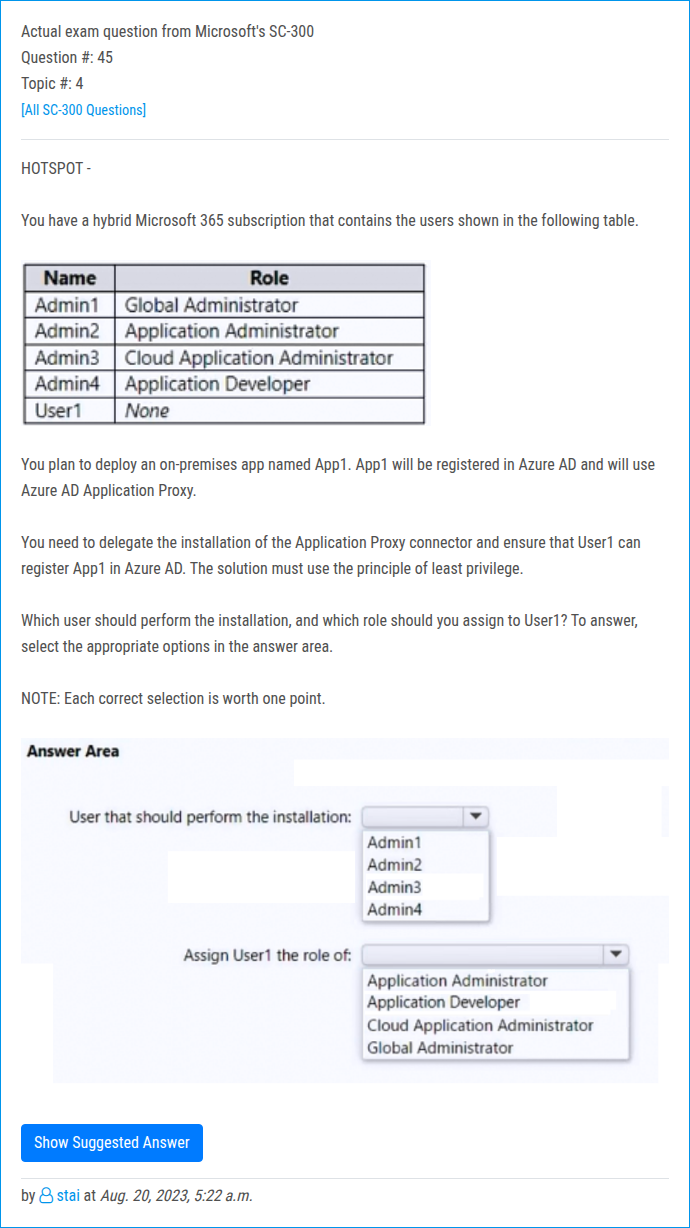 Actual exam question from Microsoft's SC-300
Question #: 45
Topic #: 4
[All SC-300 Questions]
HOTSPOT -
You have a hybrid Microsoft 365 subscription that contains the users shown in the following table.
Name Role
Admin1 Global Administrator
Admin2 Application Administrator
Admin3 Cloud Application Administrator
Admin4 Application Developer
User1 None
You plan to deploy an on-premises app named App1. App1 will be registered in Azure AD and will use
Azure AD Application Proxy.
You need to delegate the installation of the Application Proxy connector and ensure that User1 can
register App1 in Azure AD. The solution must use the principle of least privilege.
Which user should perform the installation, and which role should you assign to User1? To answer,
select the appropriate options in the answer area.
NOTE: Each correct selection is worth one point.
Answer Area
User that should perform the installation:
Admin1
Admin2
Admin3
Admin4
Assign User1 the role of:
Application Administrator
Application Developer
Cloud Application Administrator
Global Administrator
Show Suggested Answer
by stai at Aug. 20, 2023, 5:22 a.m.